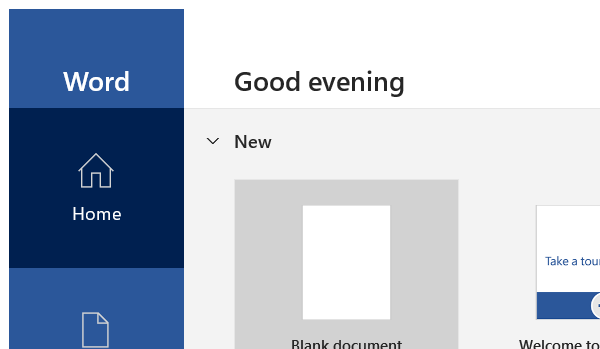 Word
Good evening
New
Home
Take a tour
Blank document
Welcome to